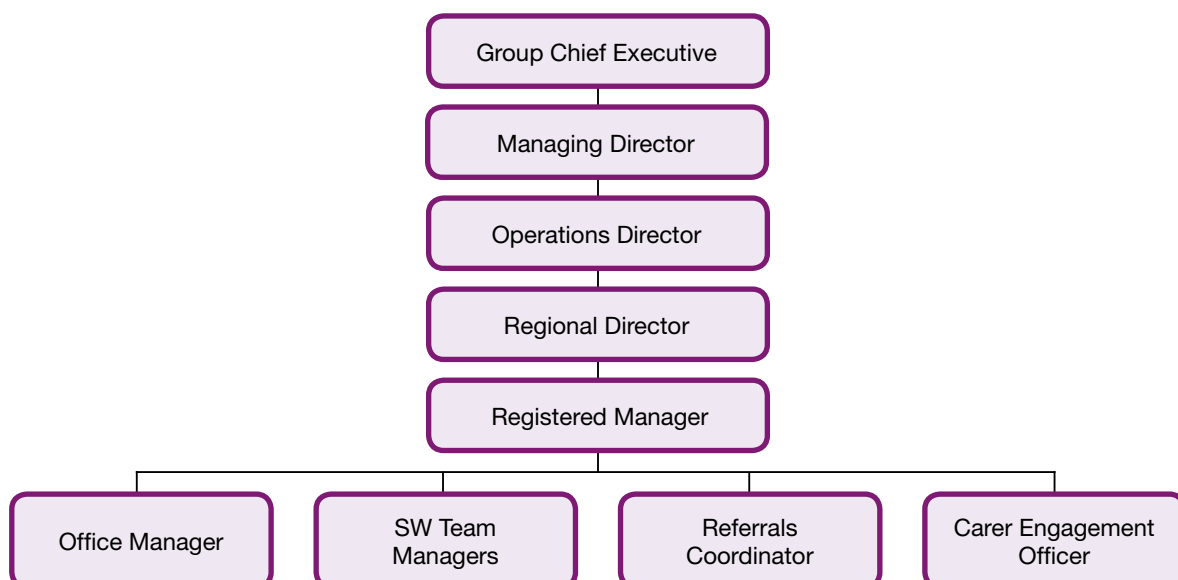 Group Chief Executive
Managing Director
Operations Director
Regional Director
Registered Manager
Office Manager
SW Team
Managers
Referrals
Coordinator
Carer Engagement
Officer